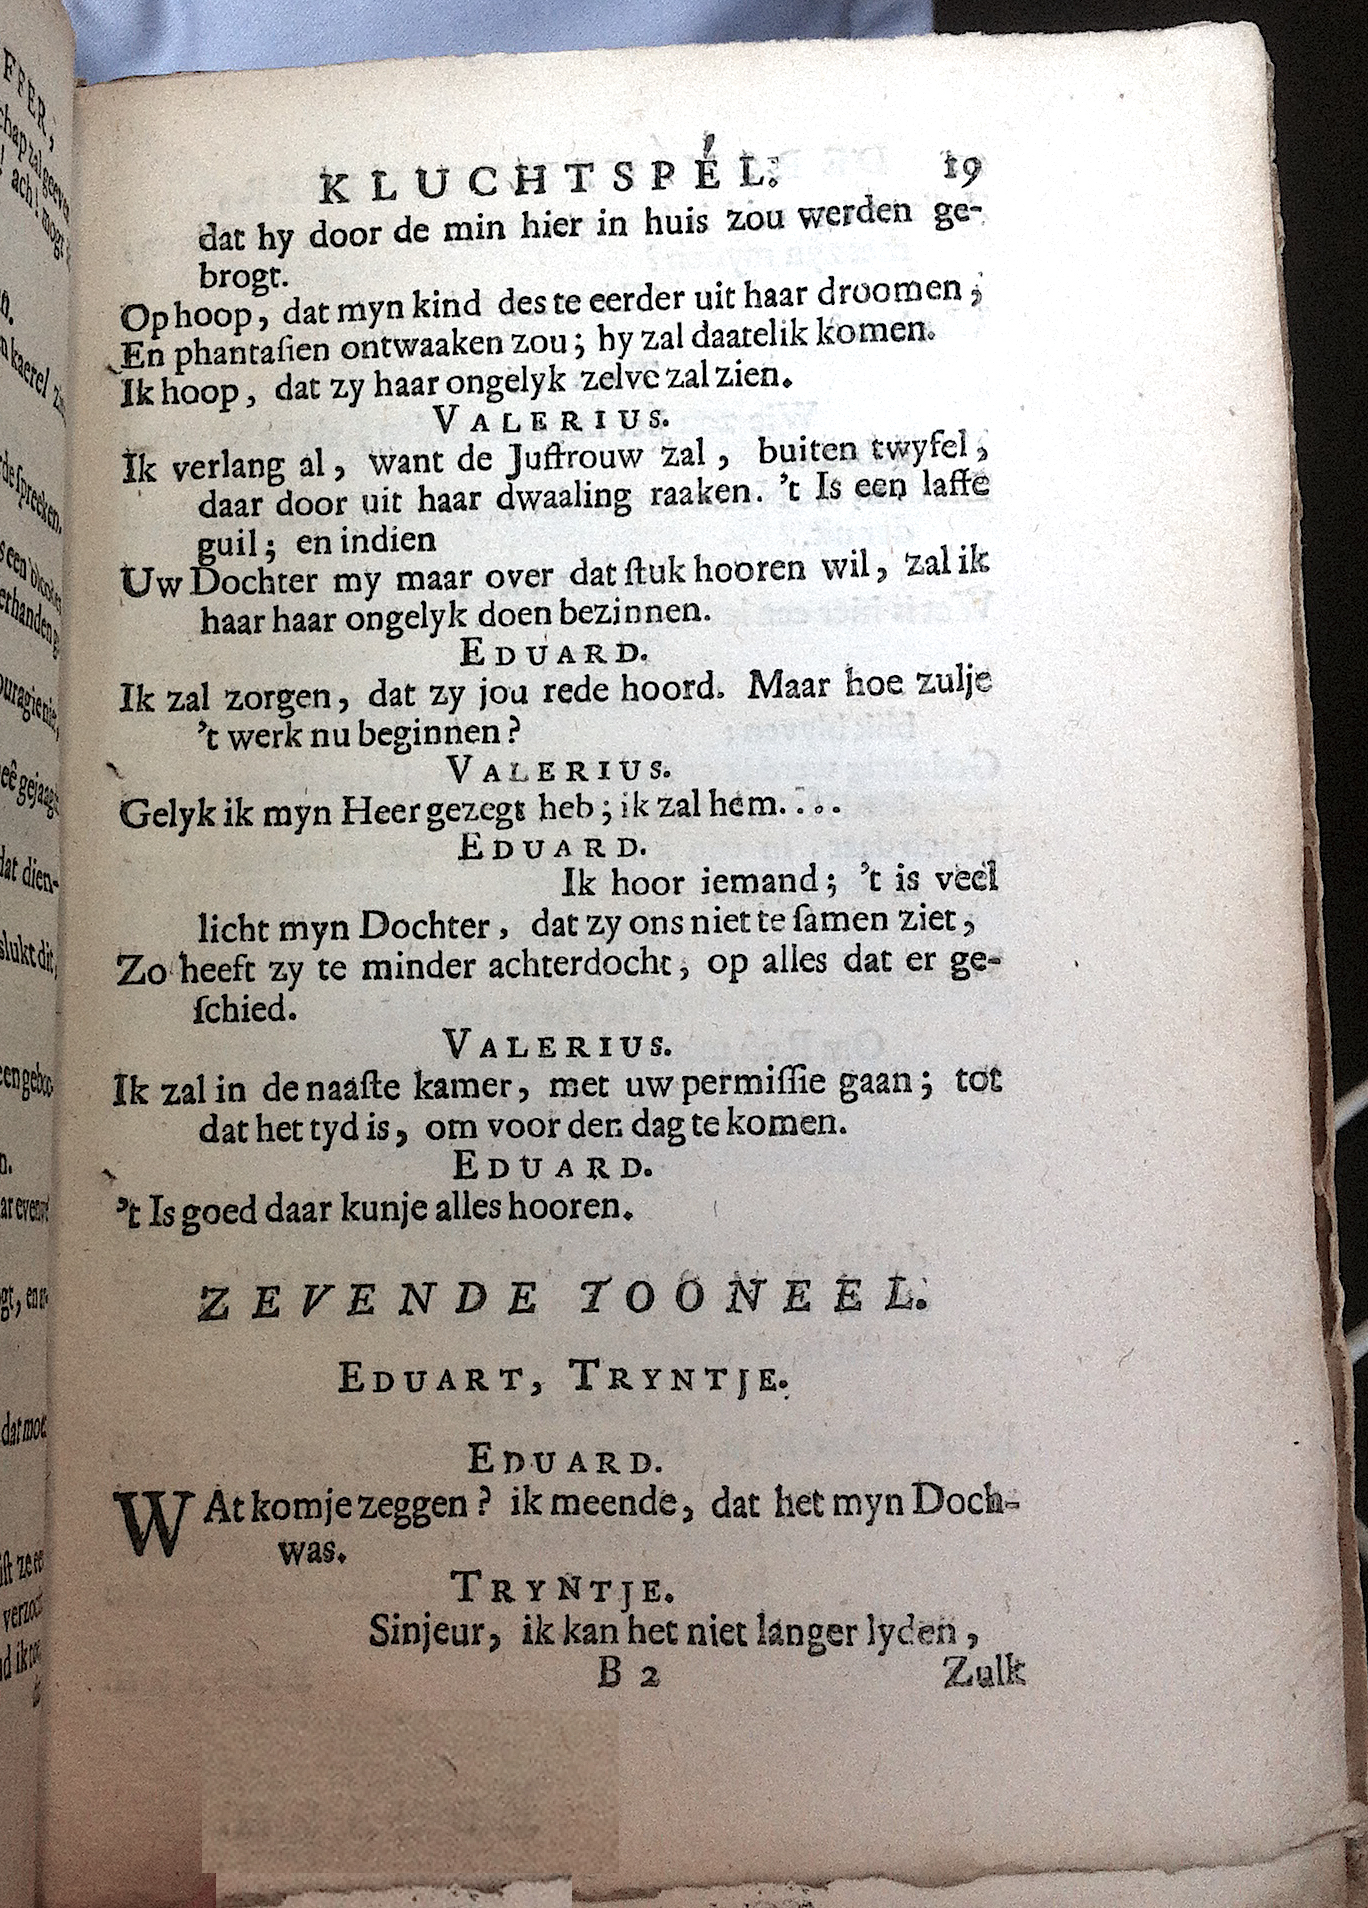 KLUCHTSPÉL. 19
dat hy door de min hier in huis zou werden ge-
brogt.
Op hoop, dat myn kind des te eerder uit haar droomen,
En phantaſien ontwaaken zou; hy zal daatelik komen.
Ik hoop, dat zy haar ongelyk zelve zal zien.
VALERIUS.
Ik verlang al, want de Juffrouw zal, buiten twyfel,
daar door uit haar dwaaling raaken. 't Is een laffe
guil; en indien
Uw Dochter my maar over dat ſtuk hooren wil, zal ik
haar haar ongelyk doen bezinnen.
EDUARD.
Ik zal zorgen, dat zy jou rede hoord. Maar hoe zulje
't werk nu beginnen?
VALERIUS.
Gelyk ik myn Heer gezegt heb; ik zal hem....
EDUARD.
Ik hoor iemand; 't is veel
licht myn Dochter, dat zy ons niet te ſamen ziet,
Zo heeft zy te minder achterdocht, op alles dat er ge-
ſchied.
VALERIUS.
Ik zal in de naaſte kamer, met uw permiſſie gaan; tot
dat het tyd is, om voor den dag te komen.
EDUARD.
't Is goed daar kunje alles hooren.
ZEVENDE TOONEEL.
EDUART, TRYNTJE.
EDUARD.
WAt komje zeggen? ik meende, dat het myn Doch-
was.
TRYNTJE.
Sinjeur, ik kan het niet langer lyden,
B 2 Zulk